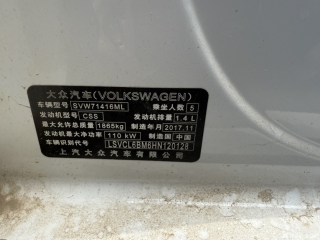 大众汽车(VOLKSWAGEN)
车辆型号 SVW71418ML 乘坐人数 5
发动机型号 CSS 发动机排量 1.4 L
最大允许总质量 1865kg 制造年月 2017.11
发动机最大净功率 110 kW 制造国 中国
车辆识别代号 LSVCL6BM6HN120128
上汽大众汽车有限公司